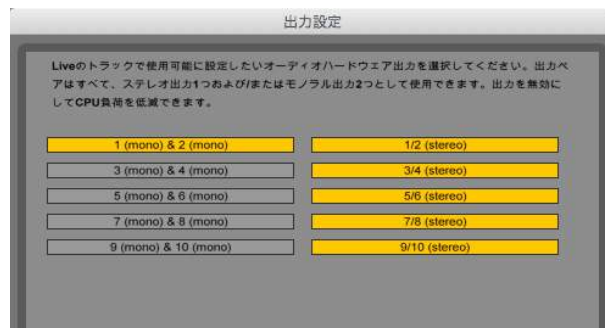 出力設定
Liveのトラックで使用可能に設定したいオーディオハードウェア出力を選択してください。出力ペ
アはすべて、ステレオ出力1つおよび/またはモノラル出力2つとして使用できます。出力を無効に
してCPU負荷を低減できます。
1 (mono) & 2 (mono) 1/2 (stereo)
3 (mono) & 4 (mono) 3/4 (stereo)
5 (mono) & 6 (mono) 5/6 (stereo)
7 (mono) & 8 (mono) 7/8 (stereo)
9 (mono) & 10 (mono) 9/10 (stereo)